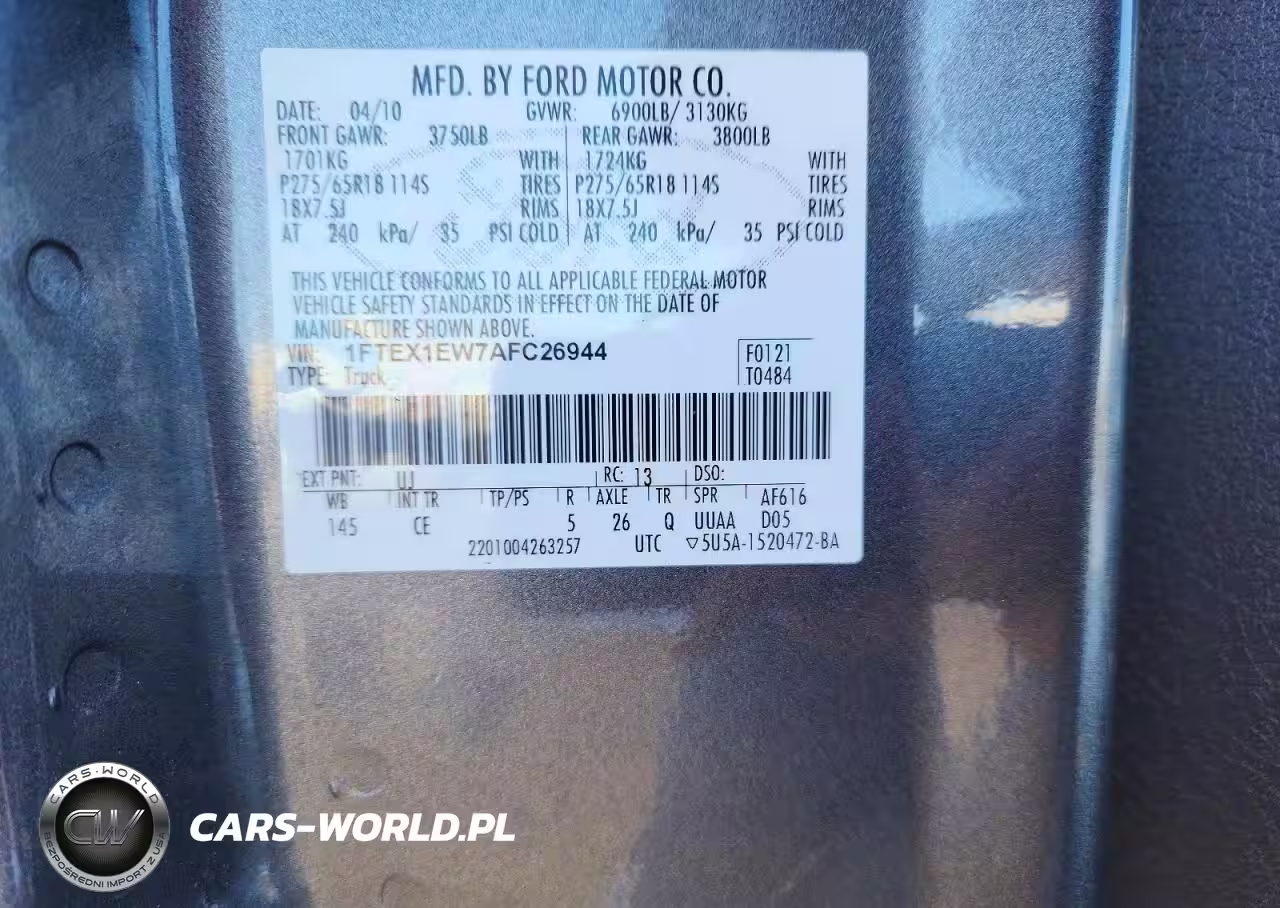 MFD. BY FORD MOTOR CO.
DATE: 04/10 GVWR: 6900LB/ 3130KG
FRONT GAWR: 3750LB REAR GAWR: 3800LB
1701KG WITH 1724KG WITH
P275/65R18 114S TIRES P275/65R18 114S TIRES
18X7.5J RIMS 18X7.5J RIMS
AT 240 kPa/ 35 PSI COLD AT 240 kPa/ 35 PSI COLD
THIS VEHICLE CONFORMS TO ALL APPLICABLE FEDERAL MOTOR
VEHICLE SAFETY STANDARDS IN EFFECT ON THE DATE OF
MANUFACTURE SHOWN ABOVE.
VIN: 1FTEX1EW7AFC26944 F0121
TYPE: Truck T0484
EXT PNT: UJ RC: 13 DSO:
WB INT TR TP/PS R AXLE TR SPR AF616
145 CE 5 26 Q UUAA D05
2201004263257 UTC ▽5U5A-1520472-BA
CARS-WORLD
CW
BEZPOŚREDNI IMPORT Z USA
CARS-WORLD.PL